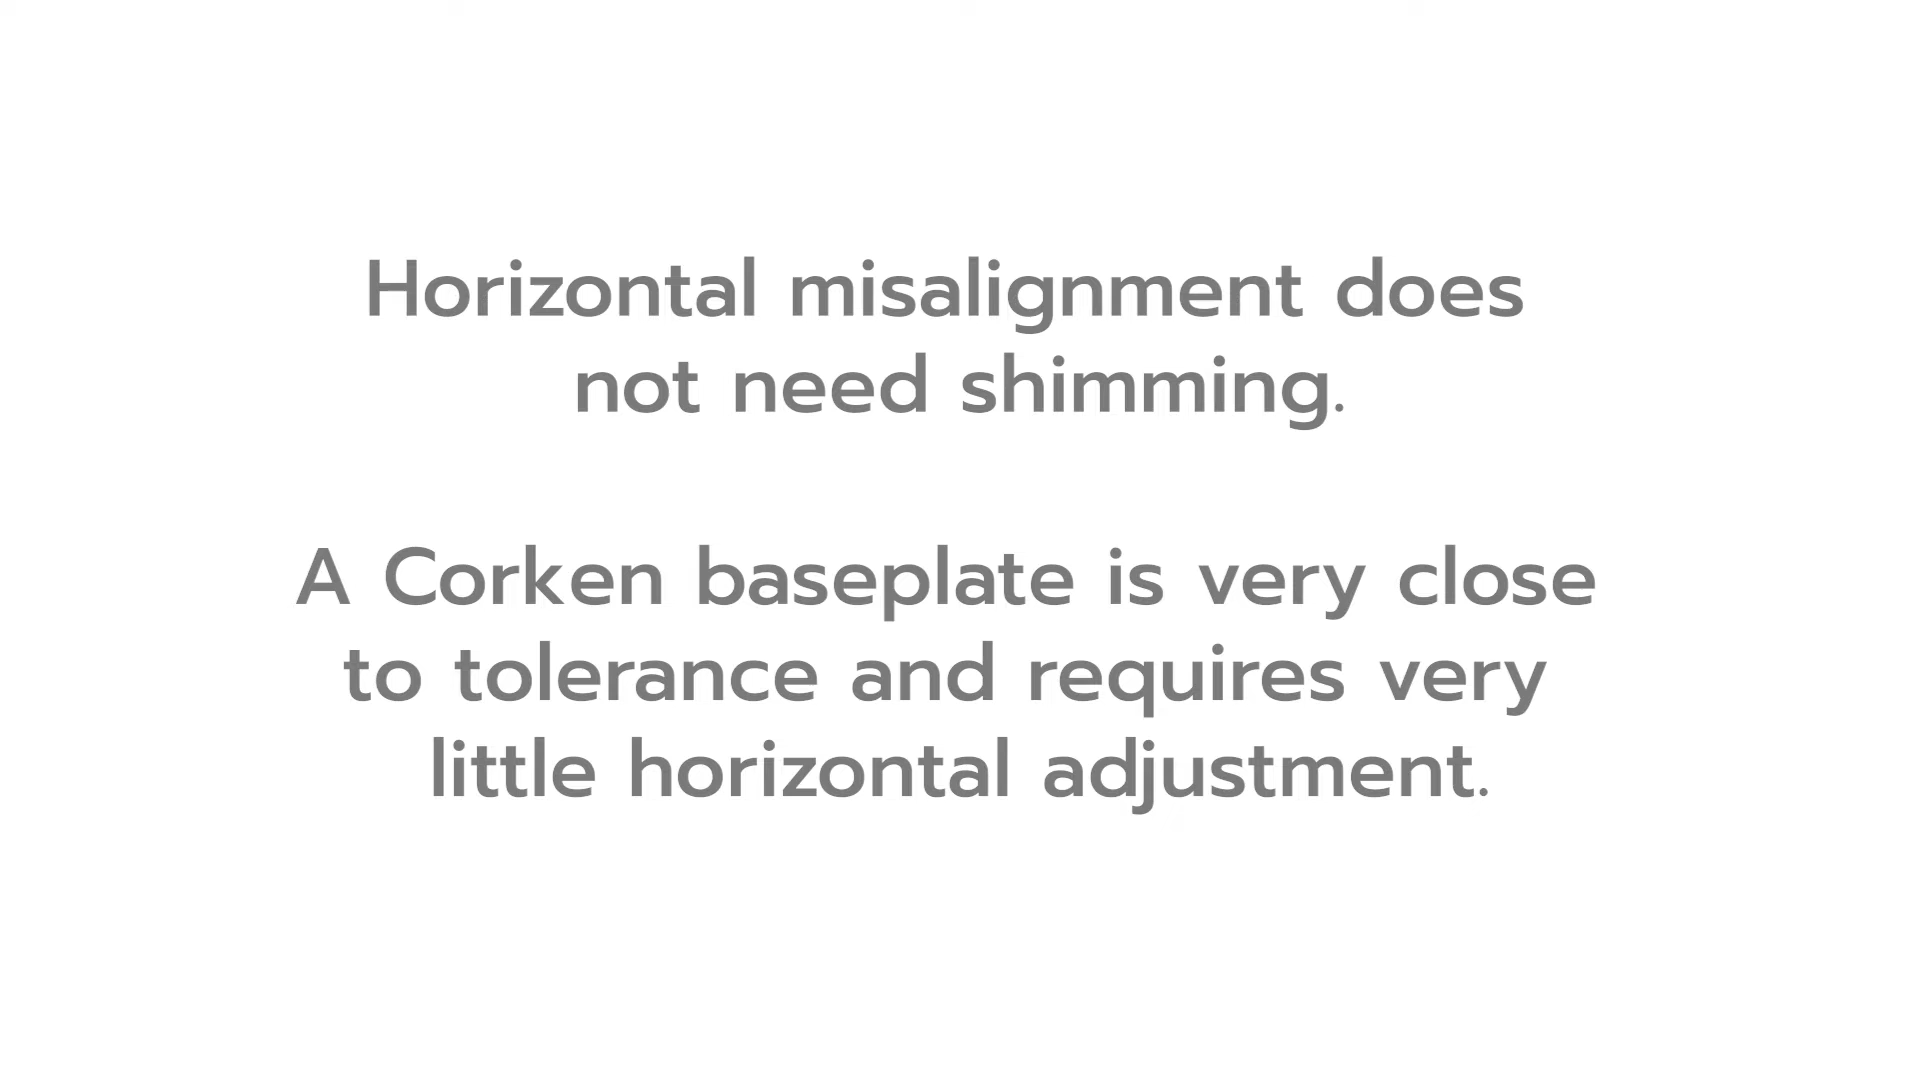 Horizontal misalignment does
not need shimming.
A Corken baseplate is very close
to tolerance and requires very
little horizontal adjustment.